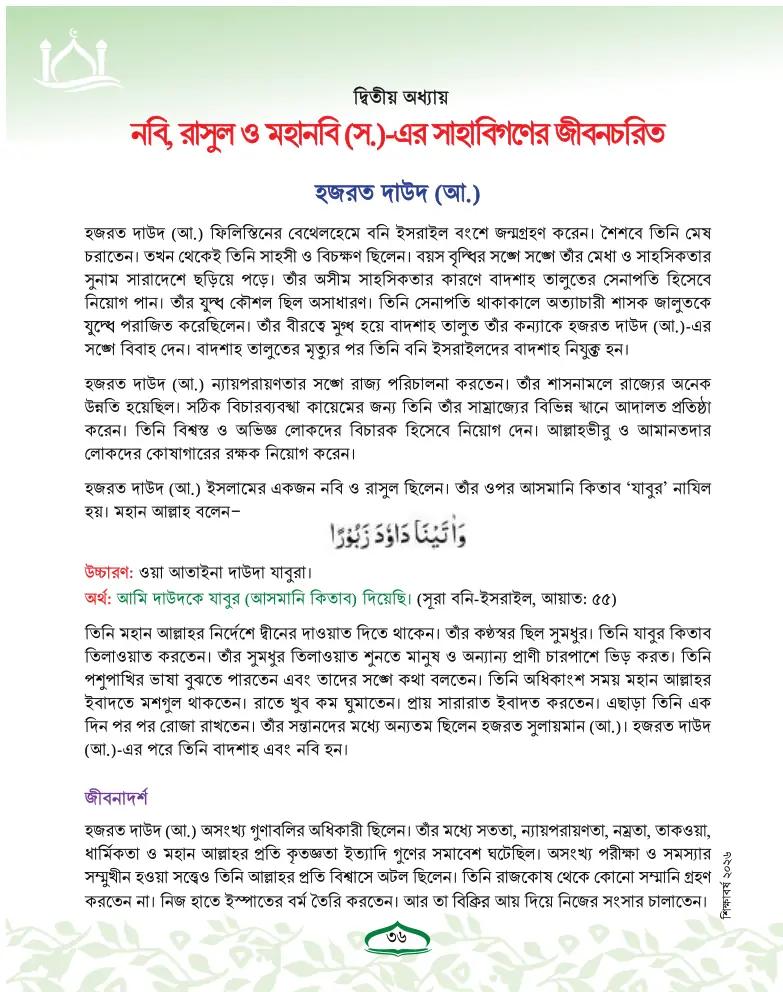 দ্বিতীয় অধ্যায়
নবি, রাসুল ও মহানবি (স.)-এর সাহাবিগণের জীবনচরিত
হজরত দাউদ (আ.)
হজরত দাউদ (আ.) ফিলিস্তিনের বেথেলহেমে বনি ইসরাইল বংশে জন্মগ্রহণ করেন। শৈশবে তিনি মেষ
চরাতেন। তখন থেকেই তিনি সাহসী ও বিচক্ষণ ছিলেন। বয়স বৃদ্ধির সঙ্গে সঙ্গে তাঁর মেধা ও সাহসিকতার
সুনাম সারাদেশে ছড়িয়ে পড়ে। তাঁর অসীম সাহসিকতার কারণে বাদশাহ তালুতের সেনাপতি হিসেবে
নিয়োগ পান। তাঁর যুদ্ধ কৌশল ছিল অসাধারণ। তিনি সেনাপতি থাকাকালে অত্যাচারী শাসক জালুতকে
যুদ্ধে পরাজিত করেছিলেন। তাঁর বীরত্বে মুগ্ধ হয়ে বাদশাহ তালুত তাঁর কন্যাকে হজরত দাউদ (আ.)-এর
সঙ্গে বিবাহ দেন। বাদশাহ তালুতের মৃত্যুর পর তিনি বনি ইসরাইলদের বাদশাহ নিযুক্ত হন।
হজরত দাউদ (আ.) ন্যায়পরায়ণতার সঙ্গে রাজ্য পরিচালনা করতেন। তাঁর শাসনামলে রাজ্যের অনেক
উন্নতি হয়েছিল। সঠিক বিচারব্যবস্থা কায়েমের জন্য তিনি তাঁর সাম্রাজ্যের বিভিন্ন স্থানে আদালত প্রতিষ্ঠা
করেন। তিনি বিশ্বস্ত ও অভিজ্ঞ লোকদের বিচারক হিসেবে নিয়োগ দেন। আল্লাহভীরু ও আমানতদার
লোকদের কোষাগারের রক্ষক নিয়োগ করেন।
হজরত দাউদ (আ.) ইসলামের একজন নবি ও রাসুল ছিলেন। তাঁর ওপর আসমানি কিতাব ‘যাবুর’ নাযিল
হয়। মহান আল্লাহ বলেন–
وَاٰتَيْنَا دَاوٗدَ زَبُوْرًا
উচ্চারণ: ওয়া আতাইনা দাউদা যাবুরা।
অর্থ: আমি দাউদকে যাবুর (আসমানি কিতাব) দিয়েছি। (সূরা বনি-ইসরাইল, আয়াত: ৫৫)
তিনি মহান আল্লাহর নির্দেশে দ্বীনের দাওয়াত দিতে থাকেন। তাঁর কণ্ঠস্বর ছিল সুমধুর। তিনি যাবুর কিতাব
তিলাওয়াত করতেন। তাঁর সুমধুর তিলাওয়াত শুনতে মানুষ ও অন্যান্য প্রাণী চারপাশে ভিড় করত। তিনি
পশুপাখির ভাষা বুঝতে পারতেন এবং তাদের সঙ্গে কথা বলতেন। তিনি অধিকাংশ সময় মহান আল্লাহর
ইবাদতে মশগুল থাকতেন। রাতে খুব কম ঘুমাতেন। প্রায় সারারাত ইবাদত করতেন। এছাড়া তিনি এক
দিন পর পর রোজা রাখতেন। তাঁর সন্তানদের মধ্যে অন্যতম ছিলেন হজরত সুলায়মান (আ.)। হজরত দাউদ
(আ.)-এর পরে তিনি বাদশাহ এবং নবি হন।
জীবনাদর্শ
হজরত দাউদ (আ.) অসংখ্য গুণাবলির অধিকারী ছিলেন। তাঁর মধ্যে সততা, ন্যায়পরায়ণতা, নম্রতা, তাকওয়া,
ধার্মিকতা ও মহান আল্লাহর প্রতি কৃতজ্ঞতা ইত্যাদি গুণের সমাবেশ ঘটেছিল। অসংখ্য পরীক্ষা ও সমস্যার
সম্মুখীন হওয়া সত্ত্বেও তিনি আল্লাহর প্রতি বিশ্বাসে অটল ছিলেন। তিনি রাজকোষ থেকে কোনো সম্মানি গ্রহণ
করতেন না। নিজ হাতে ইস্পাতের বর্ম তৈরি করতেন। আর তা বিক্রির আয় দিয়ে নিজের সংসার চালাতেন।
শিক্ষাবর্ষ ২০২৬
৩৬